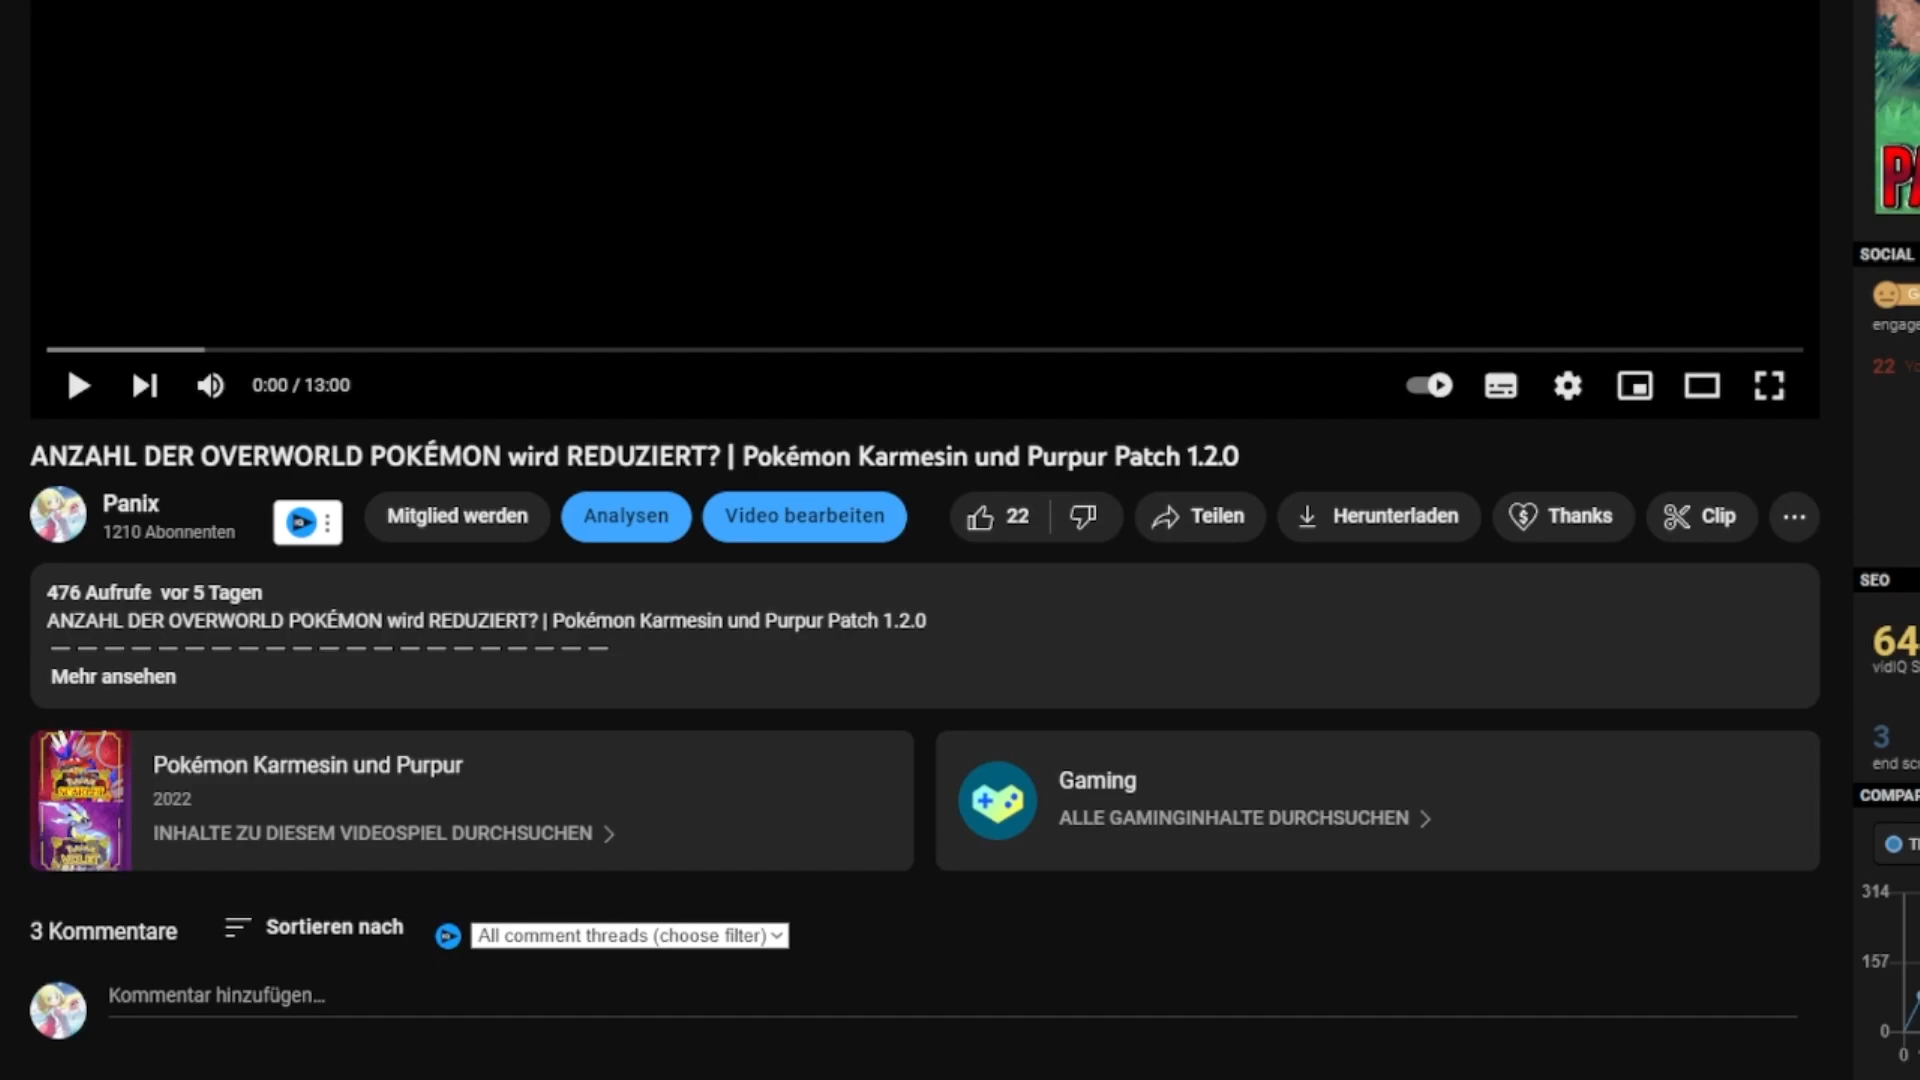 PA
SOCIAL
G
engage
22 Yo
0:00 / 13:00
ANZAHL DER OVERWORLD POKÉMON wird REDUZIERT? | Pokémon Karmesin und Purpur Patch 1.2.0
Panix
1210 Abonnenten
Mitglied werden
Analysen
Video bearbeiten
22
Teilen
Herunterladen
Thanks
Clip
476 Aufrufe vor 5 Tagen
ANZAHL DER OVERWORLD POKÉMON wird REDUZIERT? | Pokémon Karmesin und Purpur Patch 1.2.0
— — — — — — — — — — — — — — — — — — — — —
Mehr ansehen
SEO
64
vidIQ S
3
end scr
COMPAR
Pokémon Karmesin und Purpur
2022
INHALTE ZU DIESEM VIDEOSPIEL DURCHSUCHEN
Gaming
ALLE GAMINGINHALTE DURCHSUCHEN
3 Kommentare
Sortieren nach
All comment threads (choose filter)
Kommentar hinzufügen...
314
157
0
0